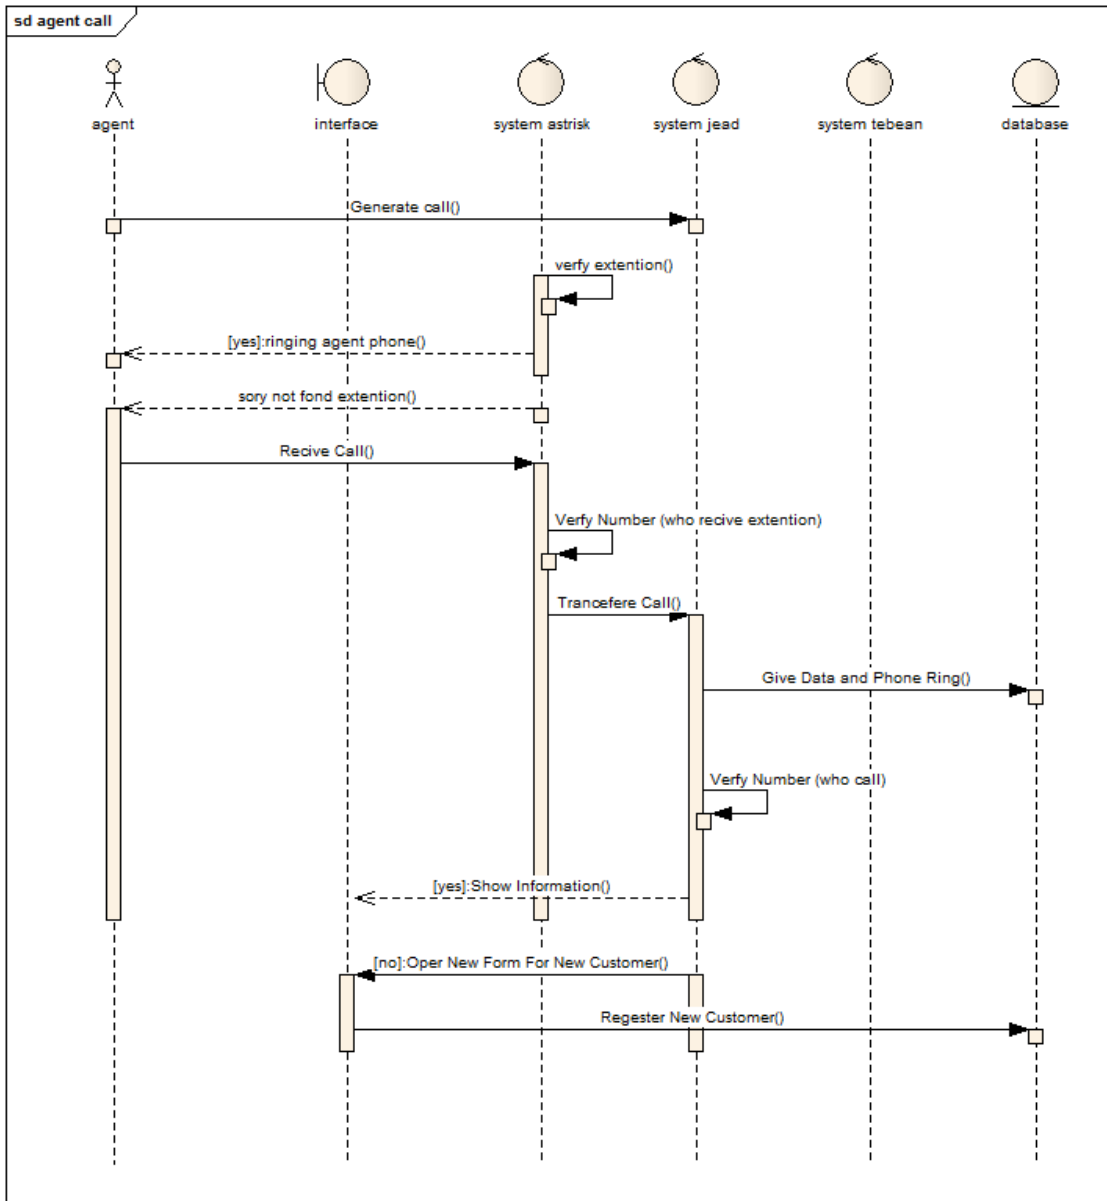 sd agent call
agent
interface
system astrisk
system jead
system tebean
database
Generate call()
verfy extention()
[yes]:ringing agent phone()
sory not fond extention()
Recive Call()
Verfy Number (who recive extention)
Trancefere Call()
Give Data and Phone Ring()
Verfy Number (who call)
[yes]:Show Information()
[no]:Oper New Form For New Customer()
Regester New Customer()